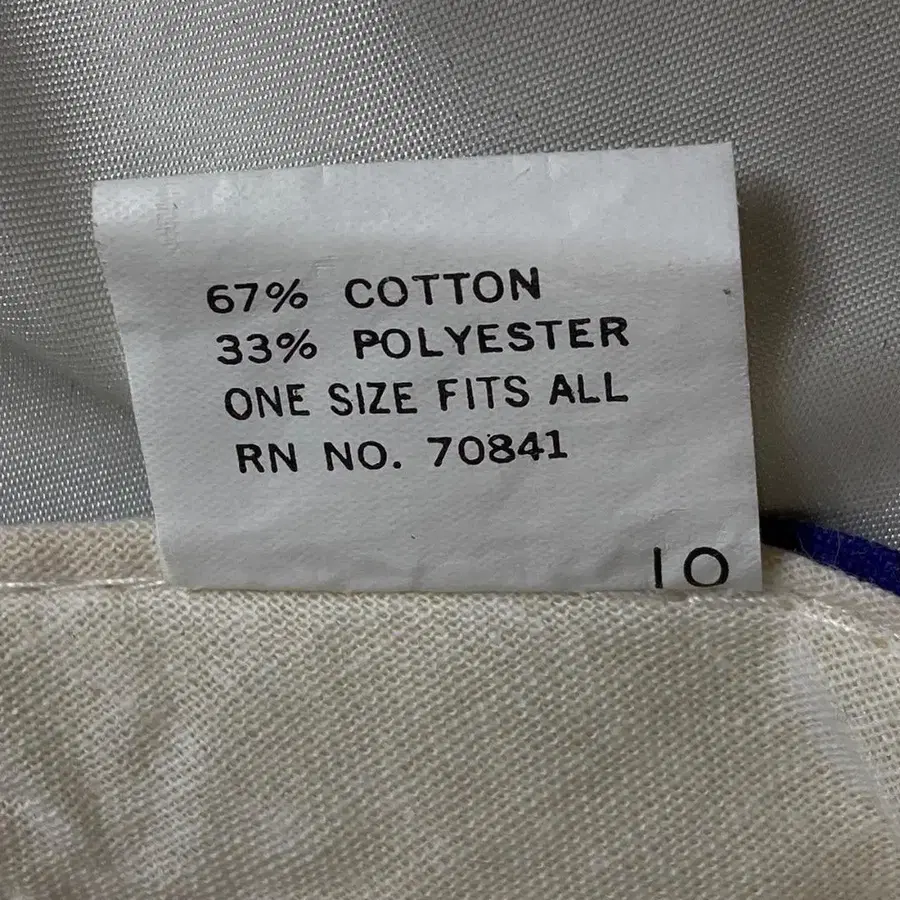 67% COTTON
33% POLYESTER
ONE SIZE FITS ALL
RN NO. 70841
10